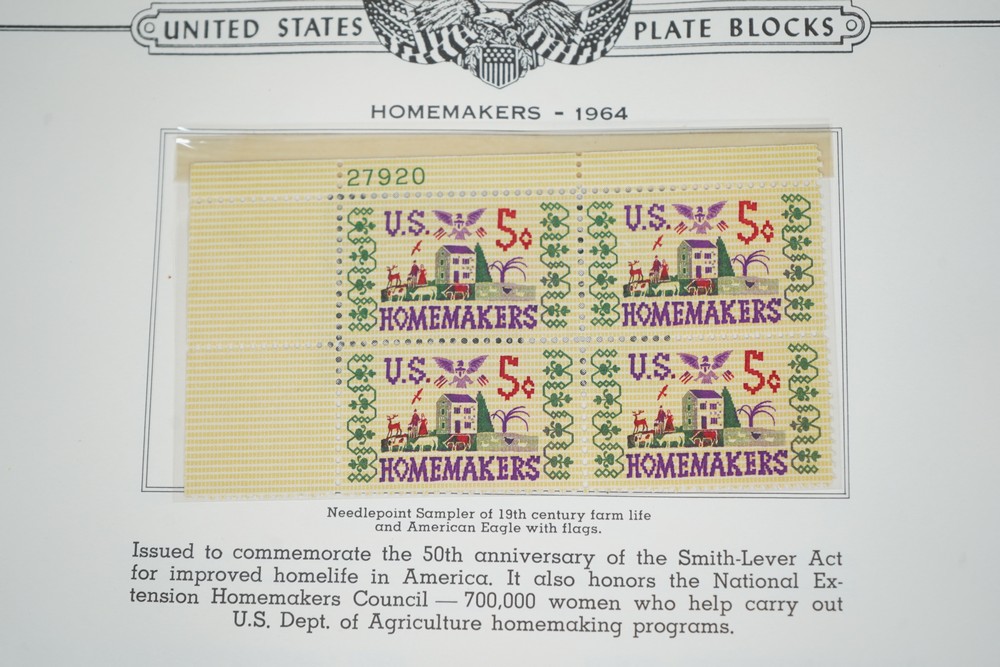 UNITED STATES PLATE BLOCKS
HOMEMAKERS - 1964
27920
U.S. 5¢
HOMEMAKERS
U.S. 5¢
HOMEMAKERS
U.S. 5¢
HOMEMAKERS
U.S. 5¢
HOMEMAKERS
Needlepoint Sampler of 19th century farm life
and American Eagle with flags.
Issued to commemorate the 50th anniversary of the Smith-Lever Act
for improved homelife in America. It also honors the National Ex-
tension Homemakers Council — 700,000 women who help carry out
U.S. Dept. of Agriculture homemaking programs.